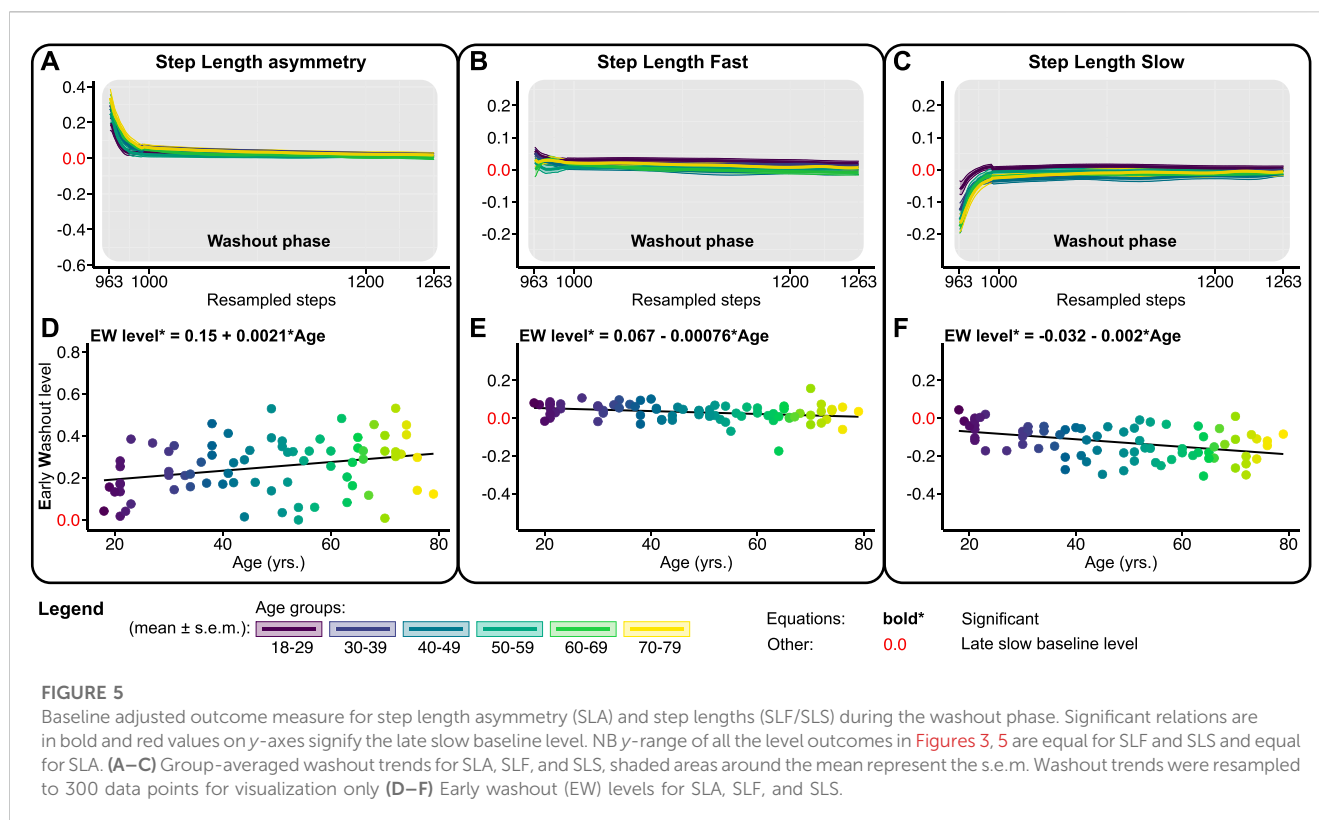 A
Step Length asymmetry
0.4
0.2
0.0
-0.2
-0.4
-0.6
Washout phase
963 1000 1200 1263
Resampled steps
B
Step Length Fast
0.2
0.1
0.0
-0.1
-0.2
Washout phase
963 1000 1200 1263
Resampled steps
C
Step Length Slow
0.2
0.1
0.0
-0.1
-0.2
Washout phase
963 1000 1200 1263
Resampled steps
D
EW level* = 0.15 + 0.0021*Age
Early Washout level
0.8
0.6
0.4
0.2
0.0
20 40 60 80
Age (yrs.)
E
EW level* = 0.067 - 0.00076*Age
0.2
0.0
-0.2
-0.4
20 40 60 80
Age (yrs.)
F
EW level* = -0.032 - 0.002*Age
0.2
0.0
-0.2
-0.4
20 40 60 80
Age (yrs.)
Legend
Age groups:
(mean ± s.e.m.):
18-29 30-39 40-49 50-59 60-69 70-79
Equations: bold* Significant
Other: 0.0 Late slow baseline level
FIGURE 5
Baseline adjusted outcome measure for step length asymmetry (SLA) and step lengths (SLF/SLS) during the washout phase. Significant relations are
in bold and red values on y-axes signify the late slow baseline level. NB y-range of all the level outcomes in Figures 3, 5 are equal for SLF and SLS and equal
for SLA. (A–C) Group-averaged washout trends for SLA, SLF, and SLS, shaded areas around the mean represent the s.e.m. Washout trends were resampled
to 300 data points for visualization only (D–F) Early washout (EW) levels for SLA, SLF, and SLS.